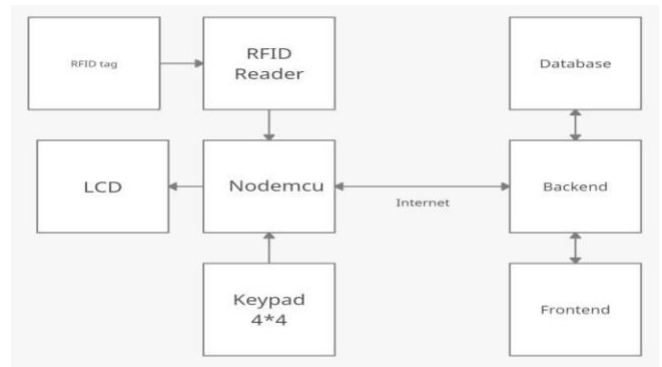 RFID tag
RFID
Reader
Database
LCD
Nodemcu
Internet
Backend
Keypad
4*4
Frontend